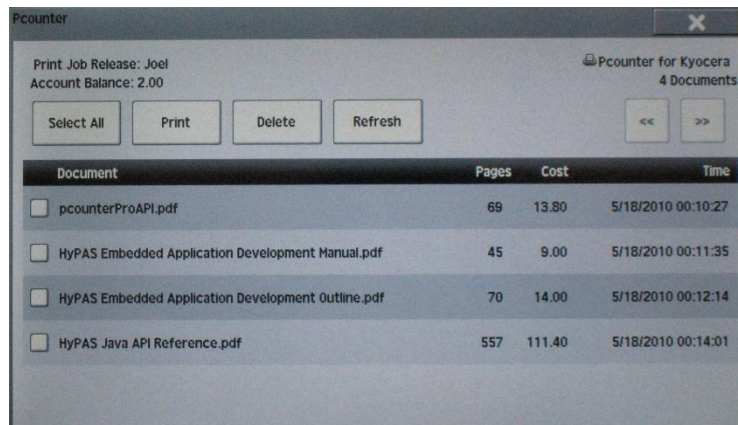 Pcounter
Print Job Release: Joel
Pcounter for Kyocera
Account Balance: 2.00
4 Documents
Select All Print Delete Refresh << >>
Document Pages Cost Time
pcounterProAPI.pdf 69 13.80 5/18/2010 00:10:27
HyPAS Embedded Application Development Manual.pdf 45 9.00 5/18/2010 00:11:35
HyPAS Embedded Application Development Outline.pdf 70 14.00 5/18/2010 00:12:14
HyPAS Java API Reference.pdf 557 111.40 5/18/2010 00:14:01